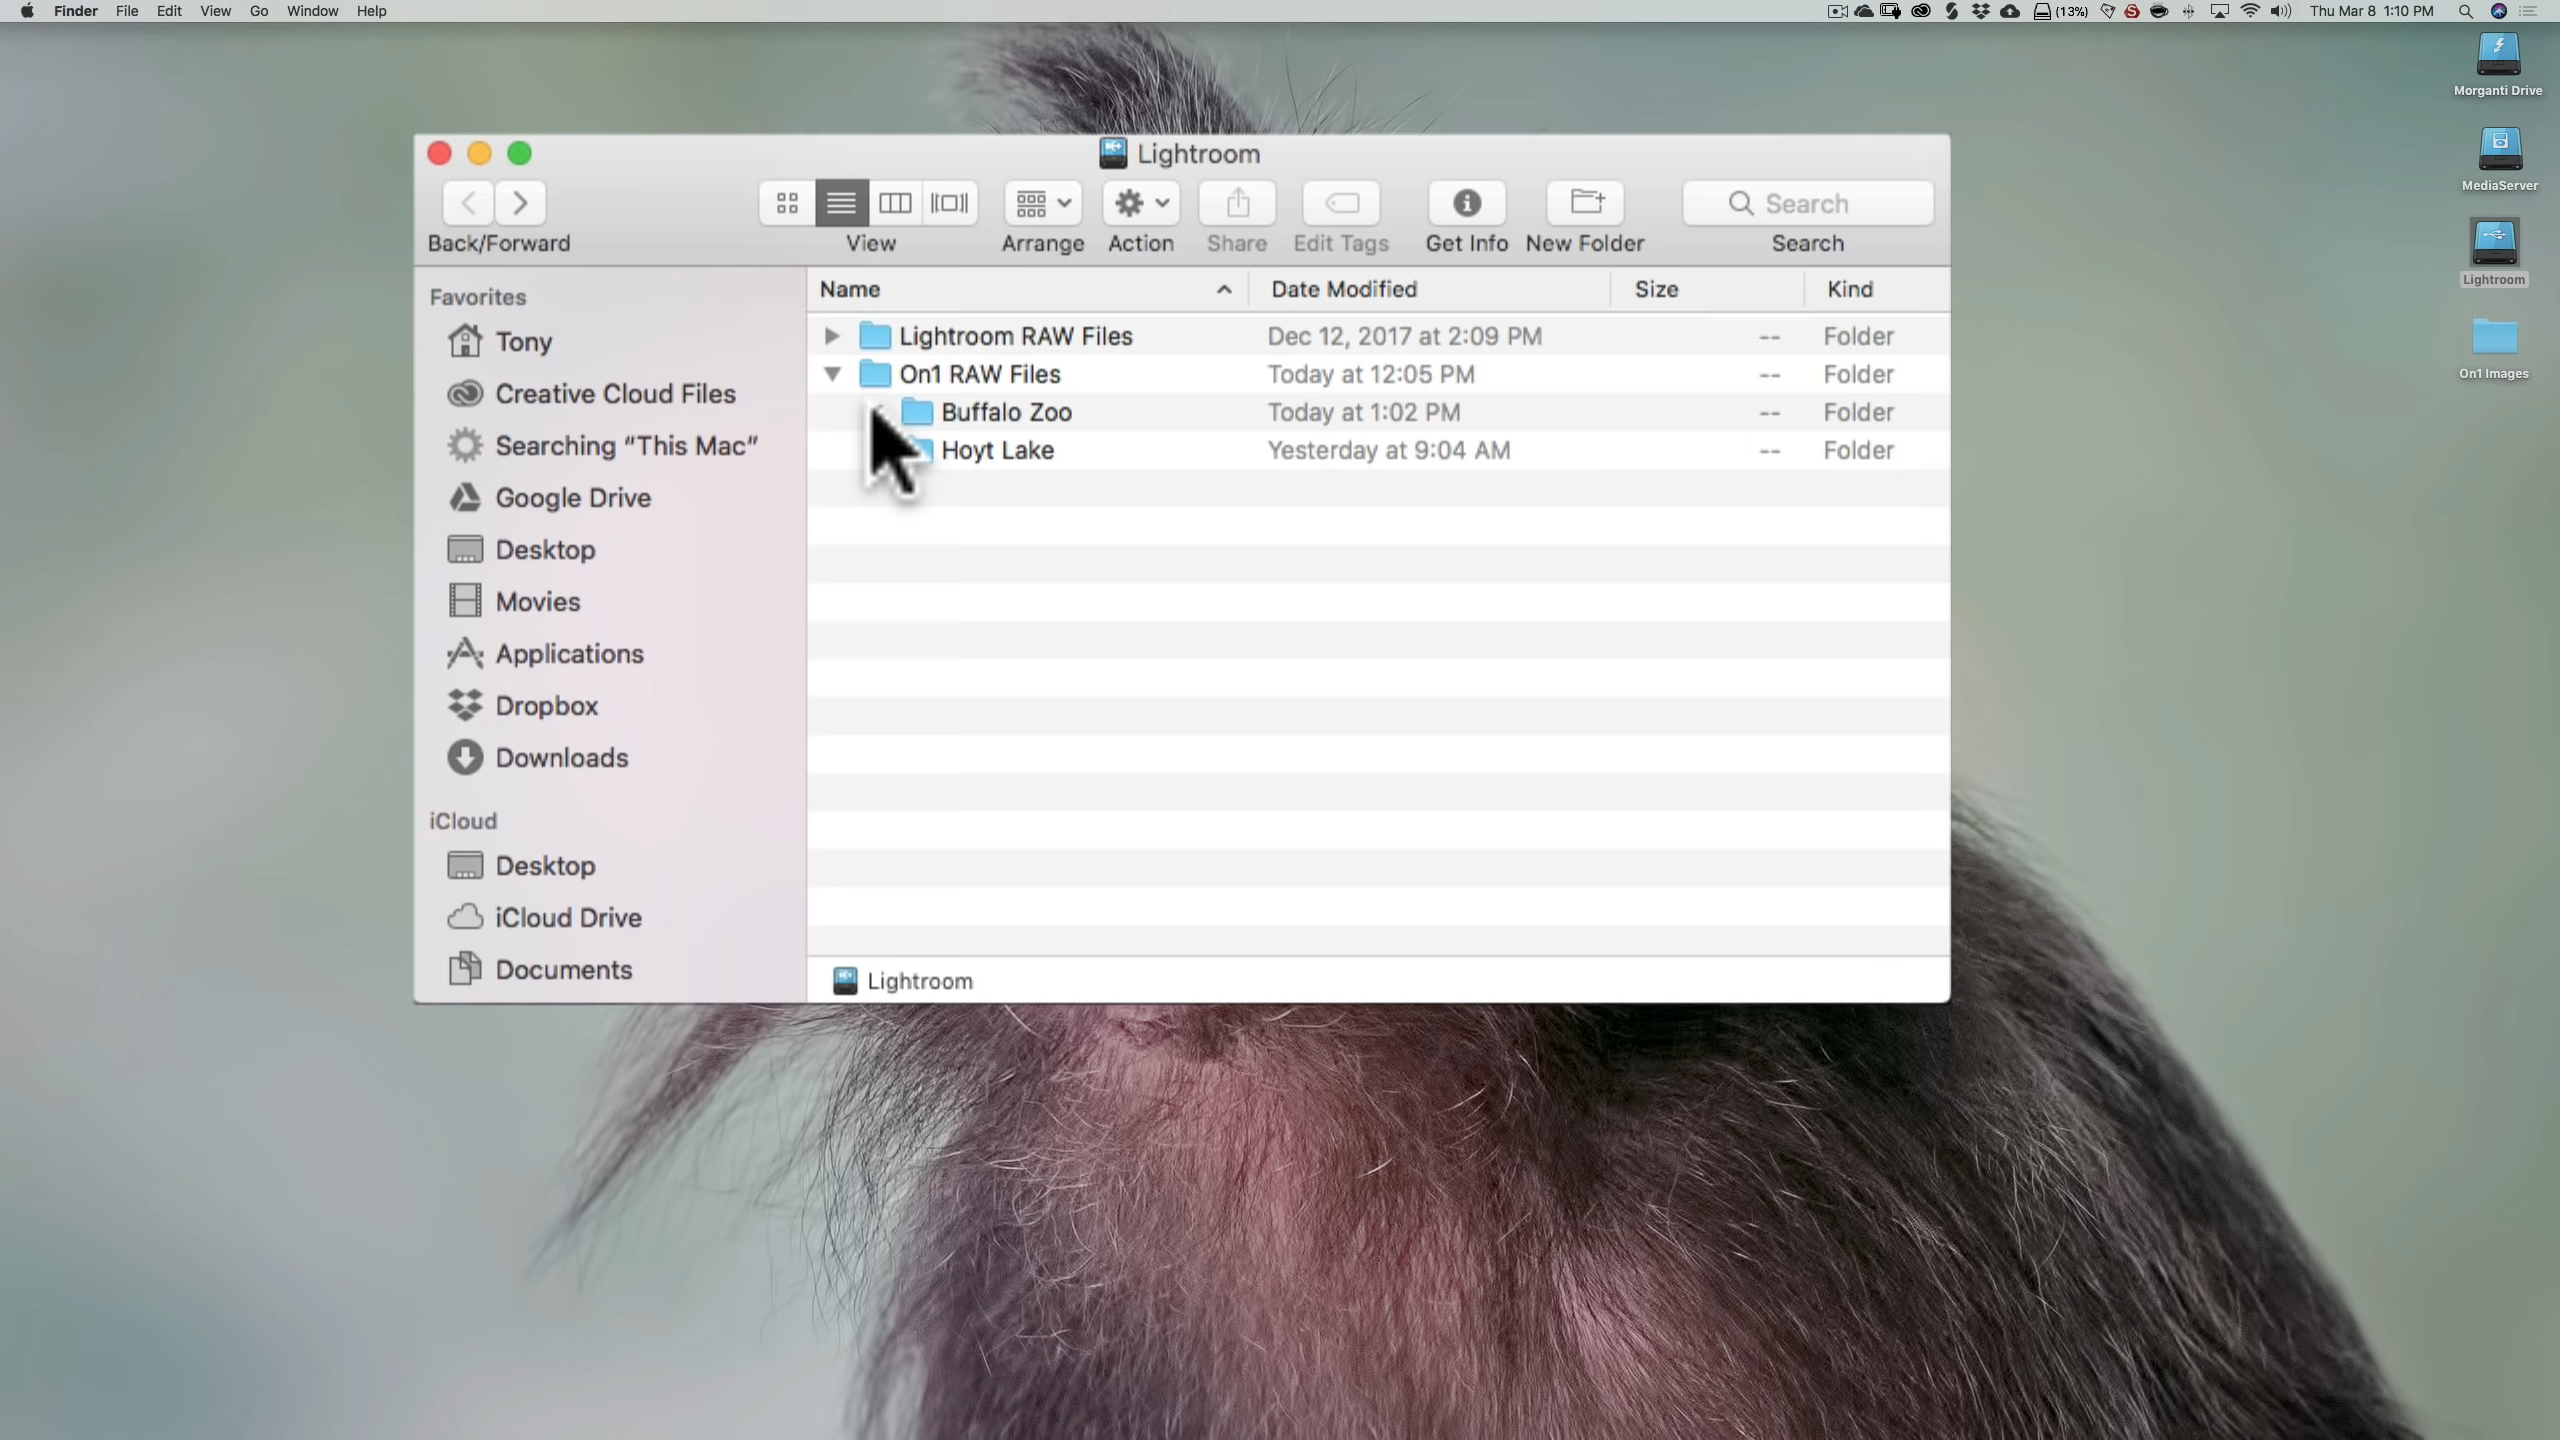 Finder File Edit View Go Window Help
(13%) Thu Mar 8 1:10 PM
Morganti Drive
MediaServer
Lightroom
On1 Images
Lightroom
Search
Back/Forward View Arrange Action Share Edit Tags Get Info New Folder Search
Favorites
Tony
Creative Cloud Files
Searching “This Mac”
Google Drive
Desktop
Movies
Applications
Dropbox
Downloads
iCloud
Desktop
iCloud Drive
Documents
Name Date Modified Size Kind
Lightroom RAW Files Dec 12, 2017 at 2:09 PM -- Folder
On1 RAW Files Today at 12:05 PM -- Folder
Buffalo Zoo Today at 1:02 PM -- Folder
Hoyt Lake Yesterday at 9:04 AM -- Folder
Lightroom